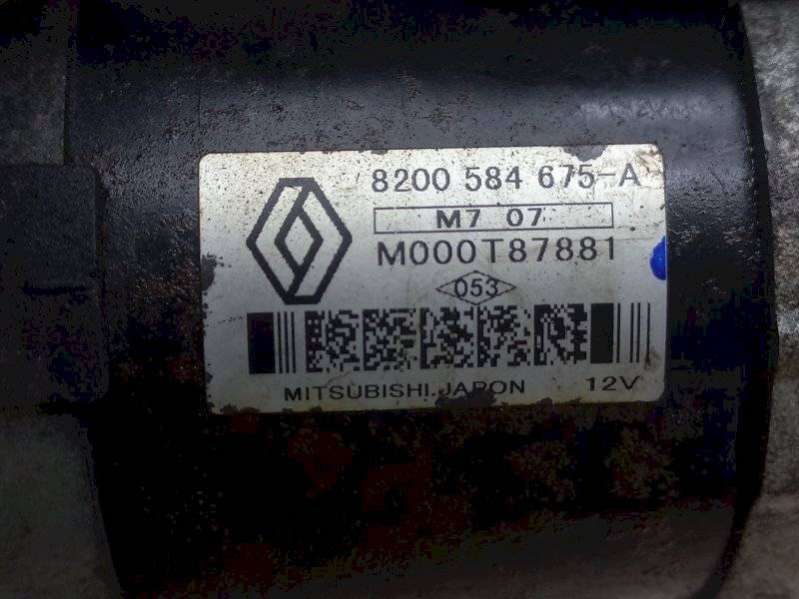 8200 584 675-A
M7 07
M000T87881
053
MITSUBISHI.JAPON 12V